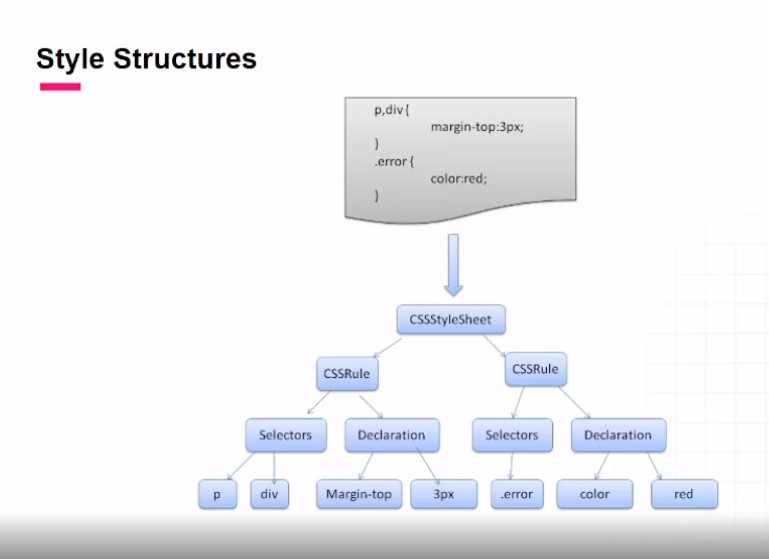 Style Structures
p,div{
margin-top:3px;
}
.error {
color:red;
}
CSSStyleSheet
CSSRule CSSRule
Selectors Declaration Selectors Declaration
p div Margin-top 3px .error color red